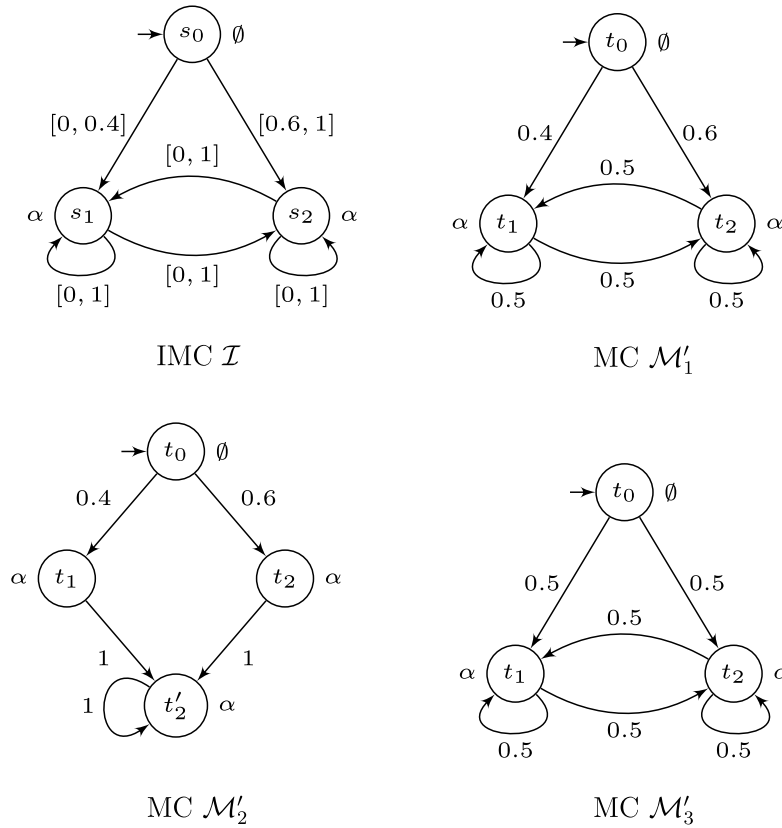 s₀ ∅
[0, 0.4] [0.6, 1]
[0, 1]
α s₁ s₂ α
[0, 1] [0, 1] [0, 1]
IMC ℐ
t₀ ∅
0.4 0.6
0.5
α t₁ t₂ α
0.5 0.5 0.5
MC ℳ′₁
t₀ ∅
0.4 0.6
α t₁ t₂ α
1 1
1 t′₂ α
MC ℳ′₂
t₀ ∅
0.5 0.5
0.5
α t₁ t₂ α
0.5 0.5 0.5
MC ℳ′₃